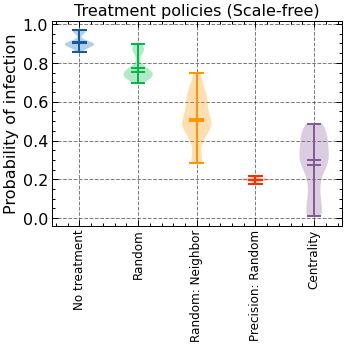 Treatment policies (Scale-free)
Probability of infection
1.0
0.8
0.6
0.4
0.2
0.0
No treatment
Random
Random: Neighbor
Precision: Random
Centrality